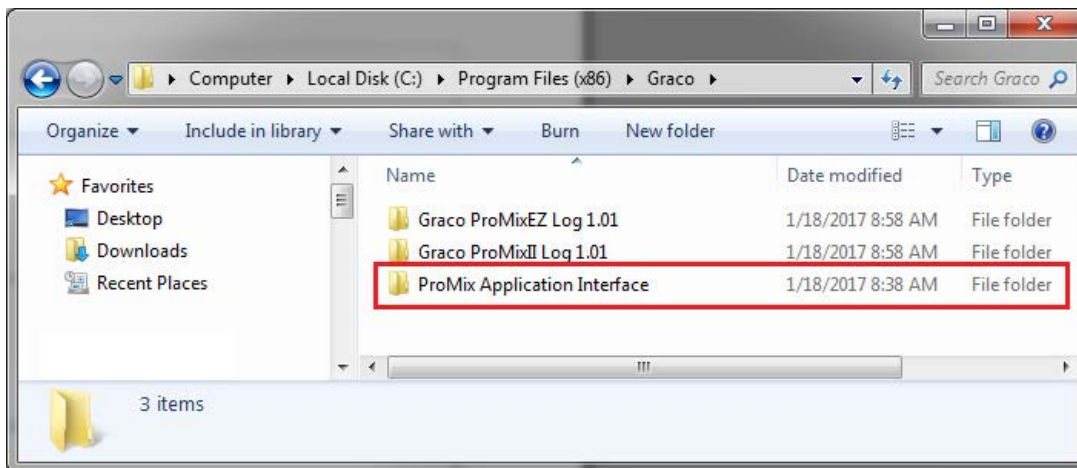 Computer Local Disk (C:) Program Files (x86) Graco Search Graco
Organize Include in library Share with Burn New folder
Favorites
Desktop
Downloads
Recent Places
Name Date modified Type
Graco ProMixEZ Log 1.01 1/18/2017 8:58 AM File folder
Graco ProMixII Log 1.01 1/18/2017 8:58 AM File folder
ProMix Application Interface 1/18/2017 8:38 AM File folder
3 items